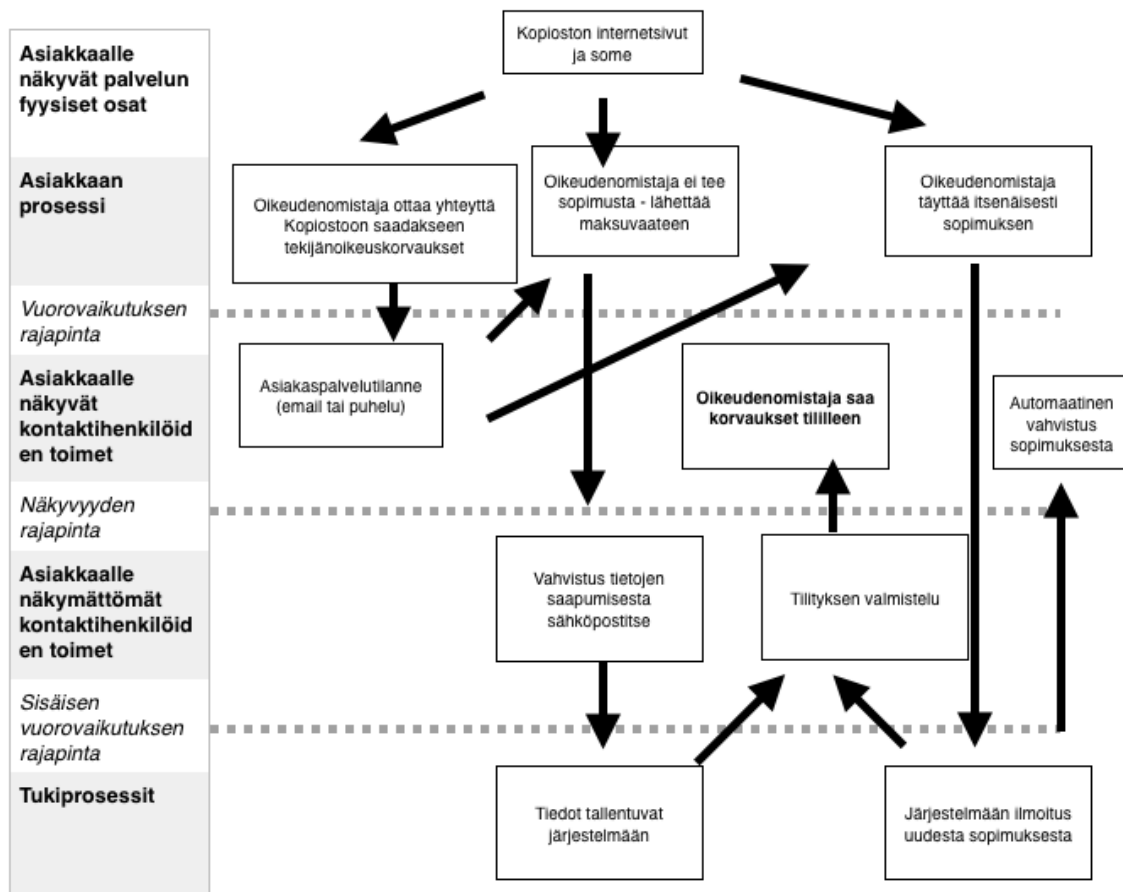 Kopioston internetsivut
ja some
Asiakkaalle
näkyvät palvelun
fyysiset osat
Asiakkaan
prosessi
Oikeudenomistaja ottaa yhteyttä
Kopiostoon saadakseen
tekijänoikeuskorvaukset
Oikeudenomistaja ei tee
sopimusta - lähettää
maksuvaateen
Oikeudenomistaja
täyttää itsenäisesti
sopimuksen
Vuorovaikutuksen
rajapinta
Asiakkaalle
näkyvät
kontaktihenkilöid
en toimet
Asiakaspalvelutilanne
(email tai puhelu)
Oikeudenomistaja saa
korvaukset tililleen
Automaatinen
vahvistus
sopimuksesta
Näkyvyyden
rajapinta
Asiakkaalle
näkymättömät
kontaktihenkilöid
en toimet
Vahvistus tietojen
saapumisesta
sähköpostitse
Tilityksen valmistelu
Sisäisen
vuorovaikutuksen
rajapinta
Tukiprosessit
Tiedot tallentuvat
järjestelmään
Järjestelmään ilmoitus
uudesta sopimuksesta